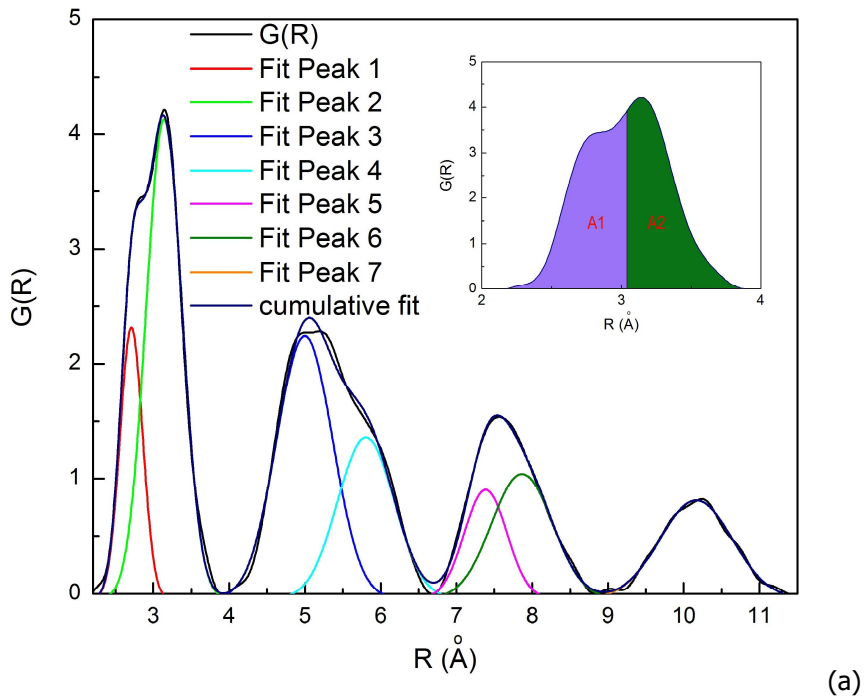 G(R)
Fit Peak 1
Fit Peak 2
Fit Peak 3
Fit Peak 4
Fit Peak 5
Fit Peak 6
Fit Peak 7
cumulative fit
5
4
3
2
1
0
G(R)
3 4 5 6 7 8 9 10 11
R (Å)
5
4
3
2
1
0
G(R)
A1 A2
2 3 4
R (Å)
(a)